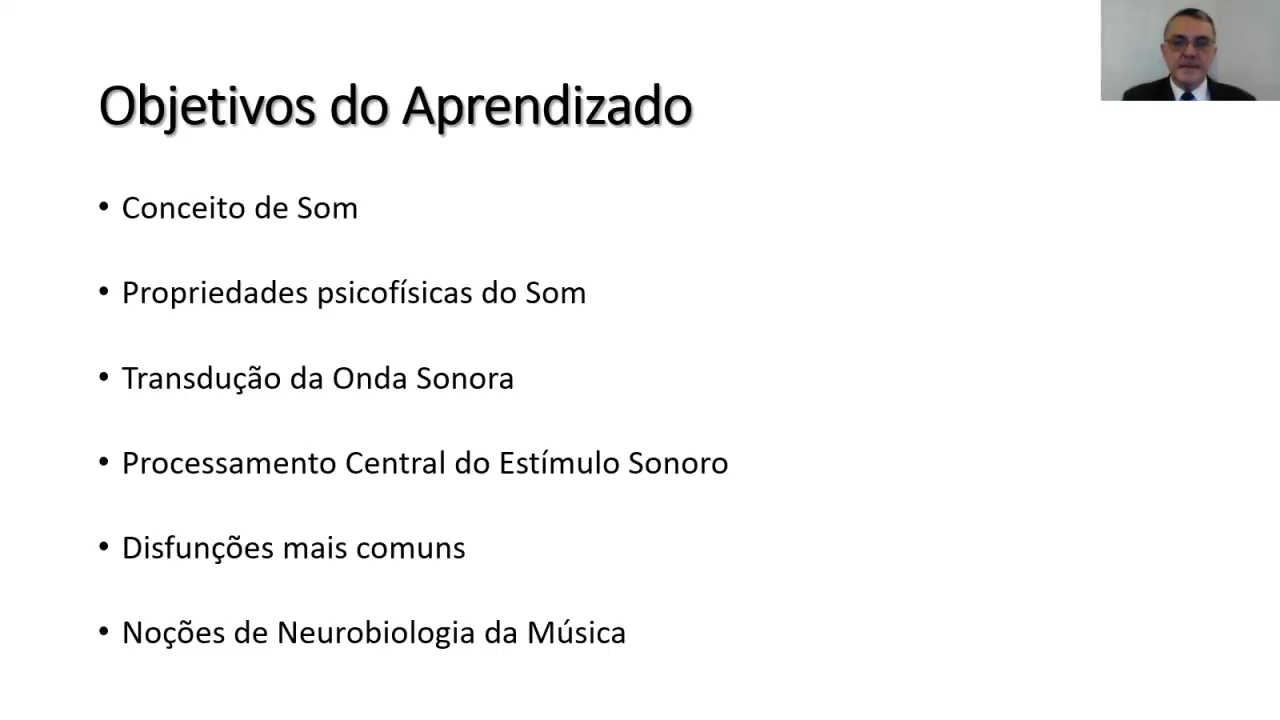 Objetivos do Aprendizado
• Conceito de Som
• Propriedades psicofísicas do Som
• Transdução da Onda Sonora
• Processamento Central do Estímulo Sonoro
• Disfunções mais comuns
• Noções de Neurobiologia da Música